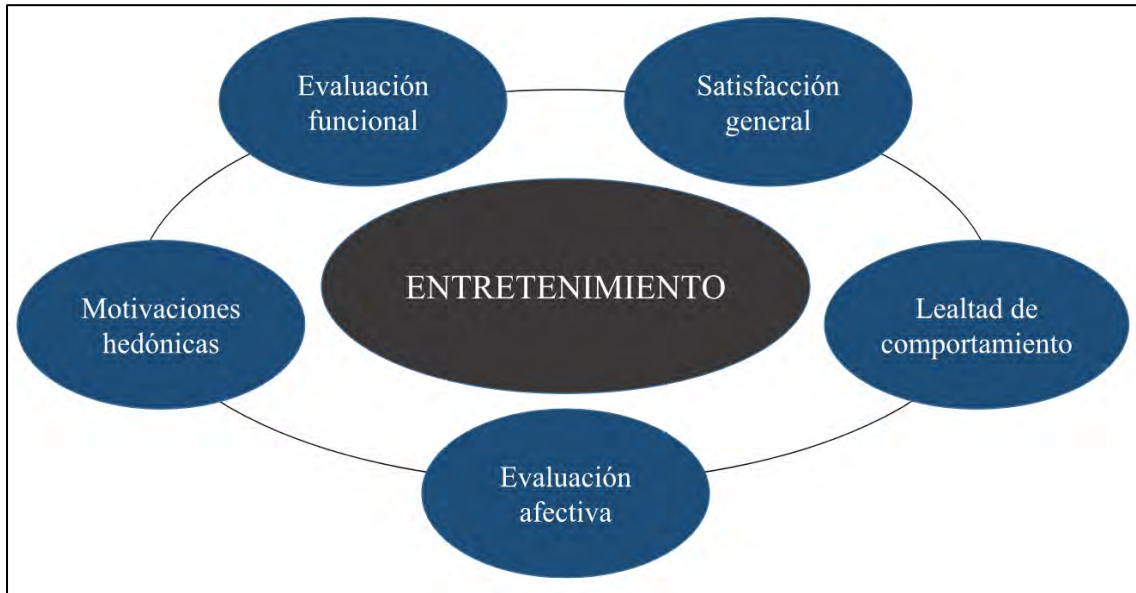 Evaluación
funcional
Satisfacción
general
ENTRETENIMIENTO
Motivaciones
hedónicas
Lealtad de
comportamiento
Evaluación
afectiva